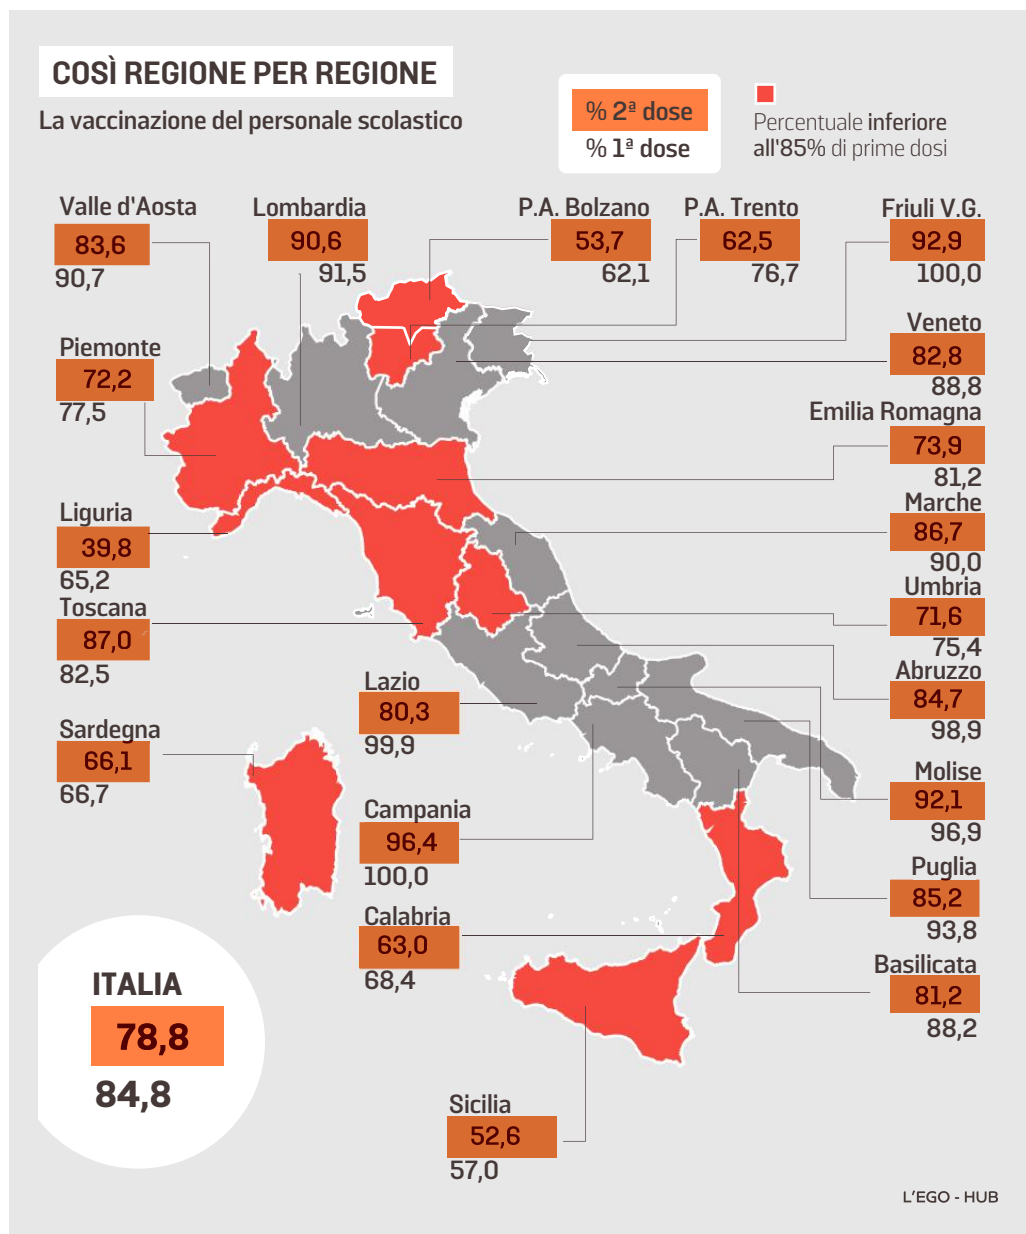 COSÌ REGIONE PER REGIONE
La vaccinazione del personale scolastico
% 2ª dose
% 1ª dose
Percentuale inferiore
all'85% di prime dosi
Valle d'Aosta
83,6
90,7
Lombardia
90,6
91,5
P.A. Bolzano
53,7
62,1
P.A. Trento
62,5
76,7
Friuli V.G.
92,9
100,0
Veneto
82,8
88,8
Piemonte
72,2
77,5
Emilia Romagna
73,9
81,2
Marche
86,7
90,0
Liguria
39,8
65,2
Umbria
71,6
75,4
Toscana
87,0
82,5
Abruzzo
84,7
98,9
Lazio
80,3
99,9
Sardegna
66,1
66,7
Molise
92,1
96,9
Campania
96,4
100,0
Puglia
85,2
93,8
Calabria
63,0
68,4
Basilicata
81,2
88,2
ITALIA
78,8
84,8
Sicilia
52,6
57,0
L'EGO - HUB